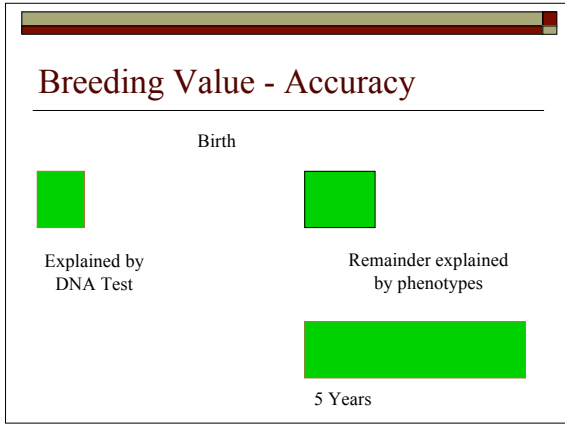 Breeding Value - Accuracy
Birth
Explained by
DNA Test
Remainder explained
by phenotypes
5 Years